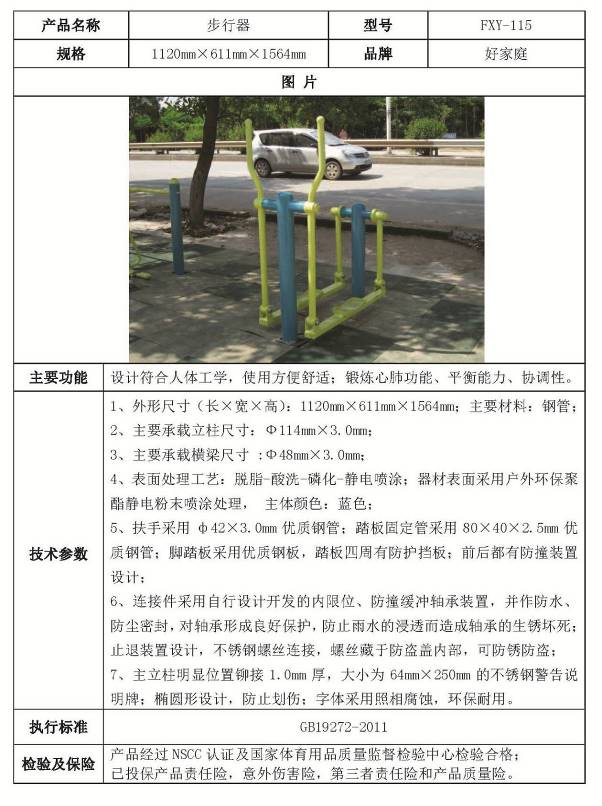 产品名称 步行器 型号 FXY-115
规格 1120mm×611mm×1564mm 品牌 好家庭
图 片
主要功能 设计符合人体工学，使用方便舒适；锻炼心肺功能、平衡能力、协调性。
技术参数
1、外形尺寸（长×宽×高）：1120mm×611mm×1564mm；主要材料：钢管；
2、主要承载立柱尺寸：Φ114mm×3.0mm；
3、主要承载横梁尺寸 :Φ48mm×3.0mm；
4、表面处理工艺：脱脂-酸洗-磷化-静电喷涂；器材表面采用户外环保聚
酯静电粉末喷涂处理， 主体颜色：蓝色；
5、扶手采用 φ42×3.0mm 优质钢管；踏板固定管采用 80×40×2.5mm 优
质钢管；脚踏板采用优质钢板，踏板四周有防护挡板；前后都有防撞装置
设计；
6、连接件采用自行设计开发的内限位、防撞缓冲轴承装置，并作防水、
防尘密封，对轴承形成良好保护，防止雨水的浸透而造成轴承的生锈坏死；
止退装置设计，不锈钢螺丝连接，螺丝藏于防盗盖内部，可防锈防盗；
7、主立柱明显位置铆接 1.0mm 厚，大小为 64mm×250mm 的不锈钢警告说
明牌；椭圆形设计，防止划伤；字体采用照相腐蚀，环保耐用。
执行标准 GB19272-2011
检验及保险
产品经过 NSCC 认证及国家体育用品质量监督检验中心检验合格；
已投保产品责任险，意外伤害险，第三者责任险和产品质量险。